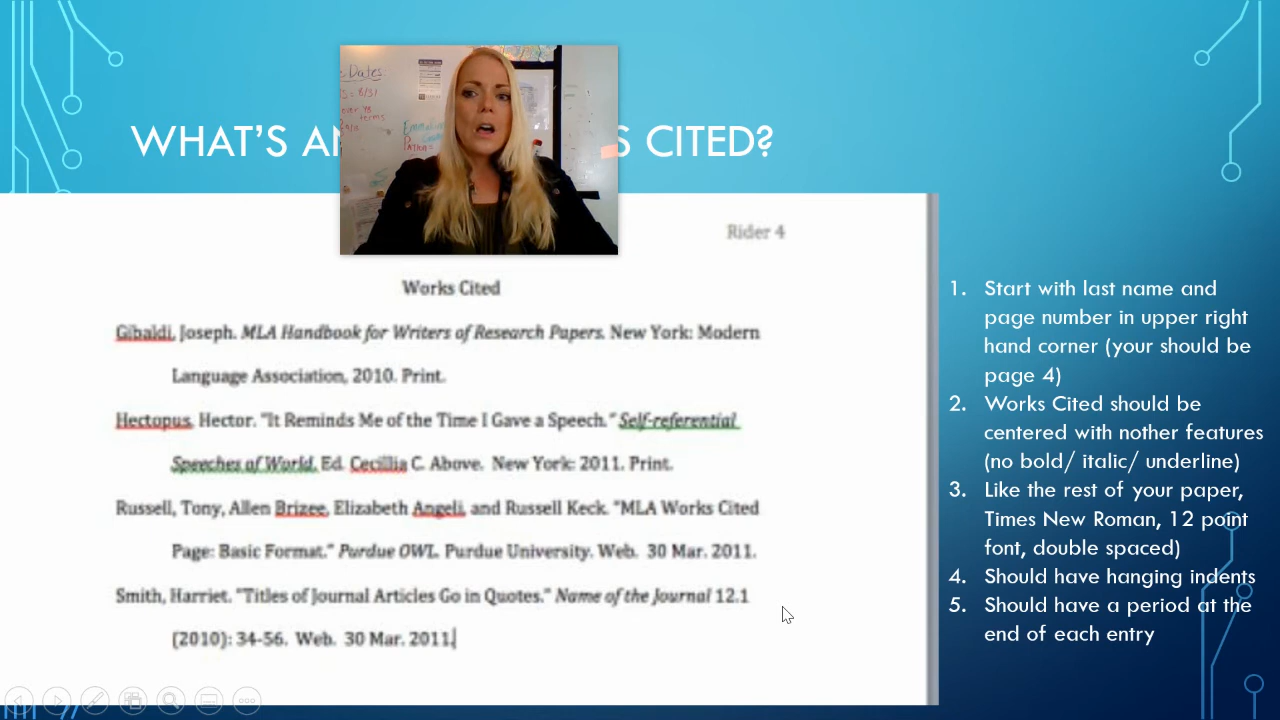 WHAT'S AN S CITED?
e Dates:
8/31
over 48
terms
Rider 4
Works Cited
Gibaldi, Joseph. MLA Handbook for Writers of Research Papers. New York: Modern
Language Association, 2010. Print.
Hectopus, Hector. "It Reminds Me of the Time I Gave a Speech." Self-referential
Speeches of World. Ed. Cecillia C. Above. New York: 2011. Print.
Russell, Tony, Allen Brizee, Elizabeth Angeli, and Russell Keck. "MLA Works Cited
Page: Basic Format." Purdue OWL. Purdue University. Web. 30 Mar. 2011.
Smith, Harriet. "Titles of Journal Articles Go in Quotes." Name of the Journal 12.1
(2010): 34-56. Web. 30 Mar. 2011.
1. Start with last name and
page number in upper right
hand corner (your should be
page 4)
2. Works Cited should be
centered with nother features
(no bold/ italic/ underline)
3. Like the rest of your paper,
Times New Roman, 12 point
font, double spaced)
4. Should have hanging indents
5. Should have a period at the
end of each entry